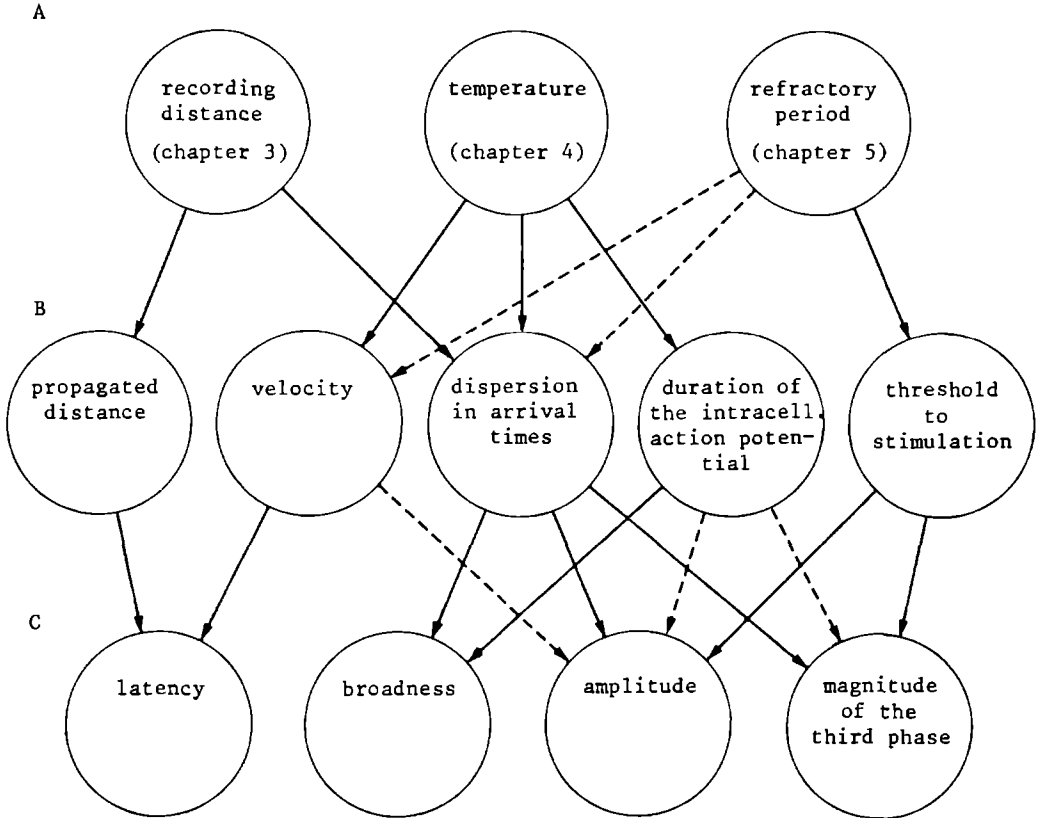 A
recording
distance
(chapter 3)
temperature
(chapter 4)
refractory
period
(chapter 5)
B
propagated
distance
velocity
dispersion
in arrival
times
duration of
the intracell.
action poten-
tial
threshold
to
stimulation
C
latency
broadness
amplitude
magnitude
of the
third phase